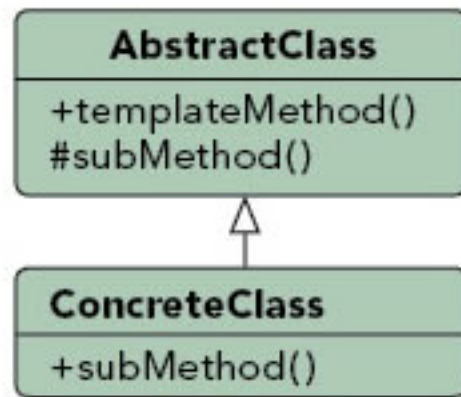 AbstractClass
+templateMethod()
#subMethod()
ConcreteClass
+subMethod()